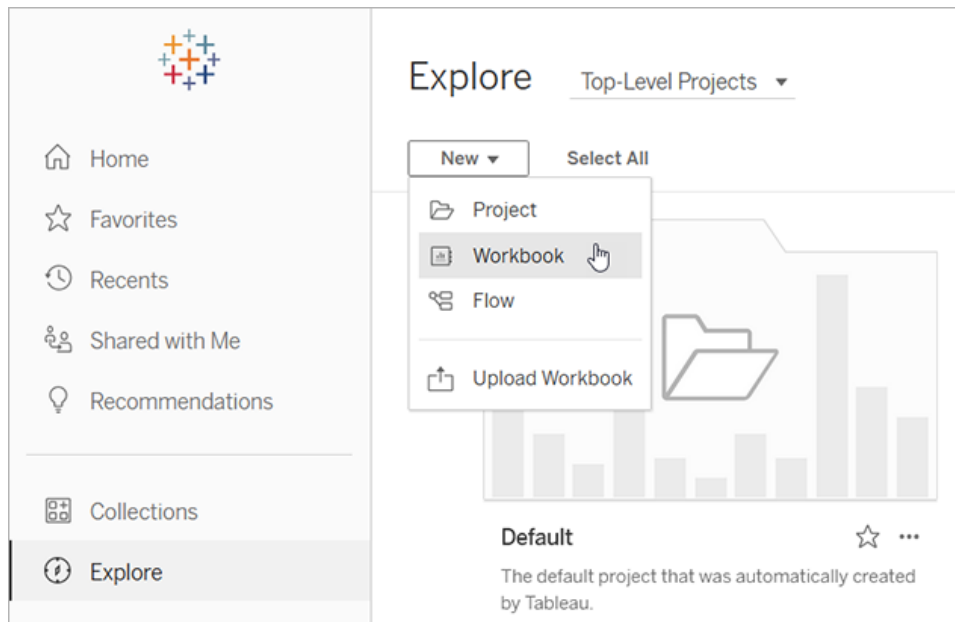 Explore
Top-Level Projects
Home
Favorites
Recents
Shared with Me
Recommendations
Collections
Explore
New
Select All
Project
Workbook
Flow
Upload Workbook
Default
The default project that was automatically created
by Tableau.